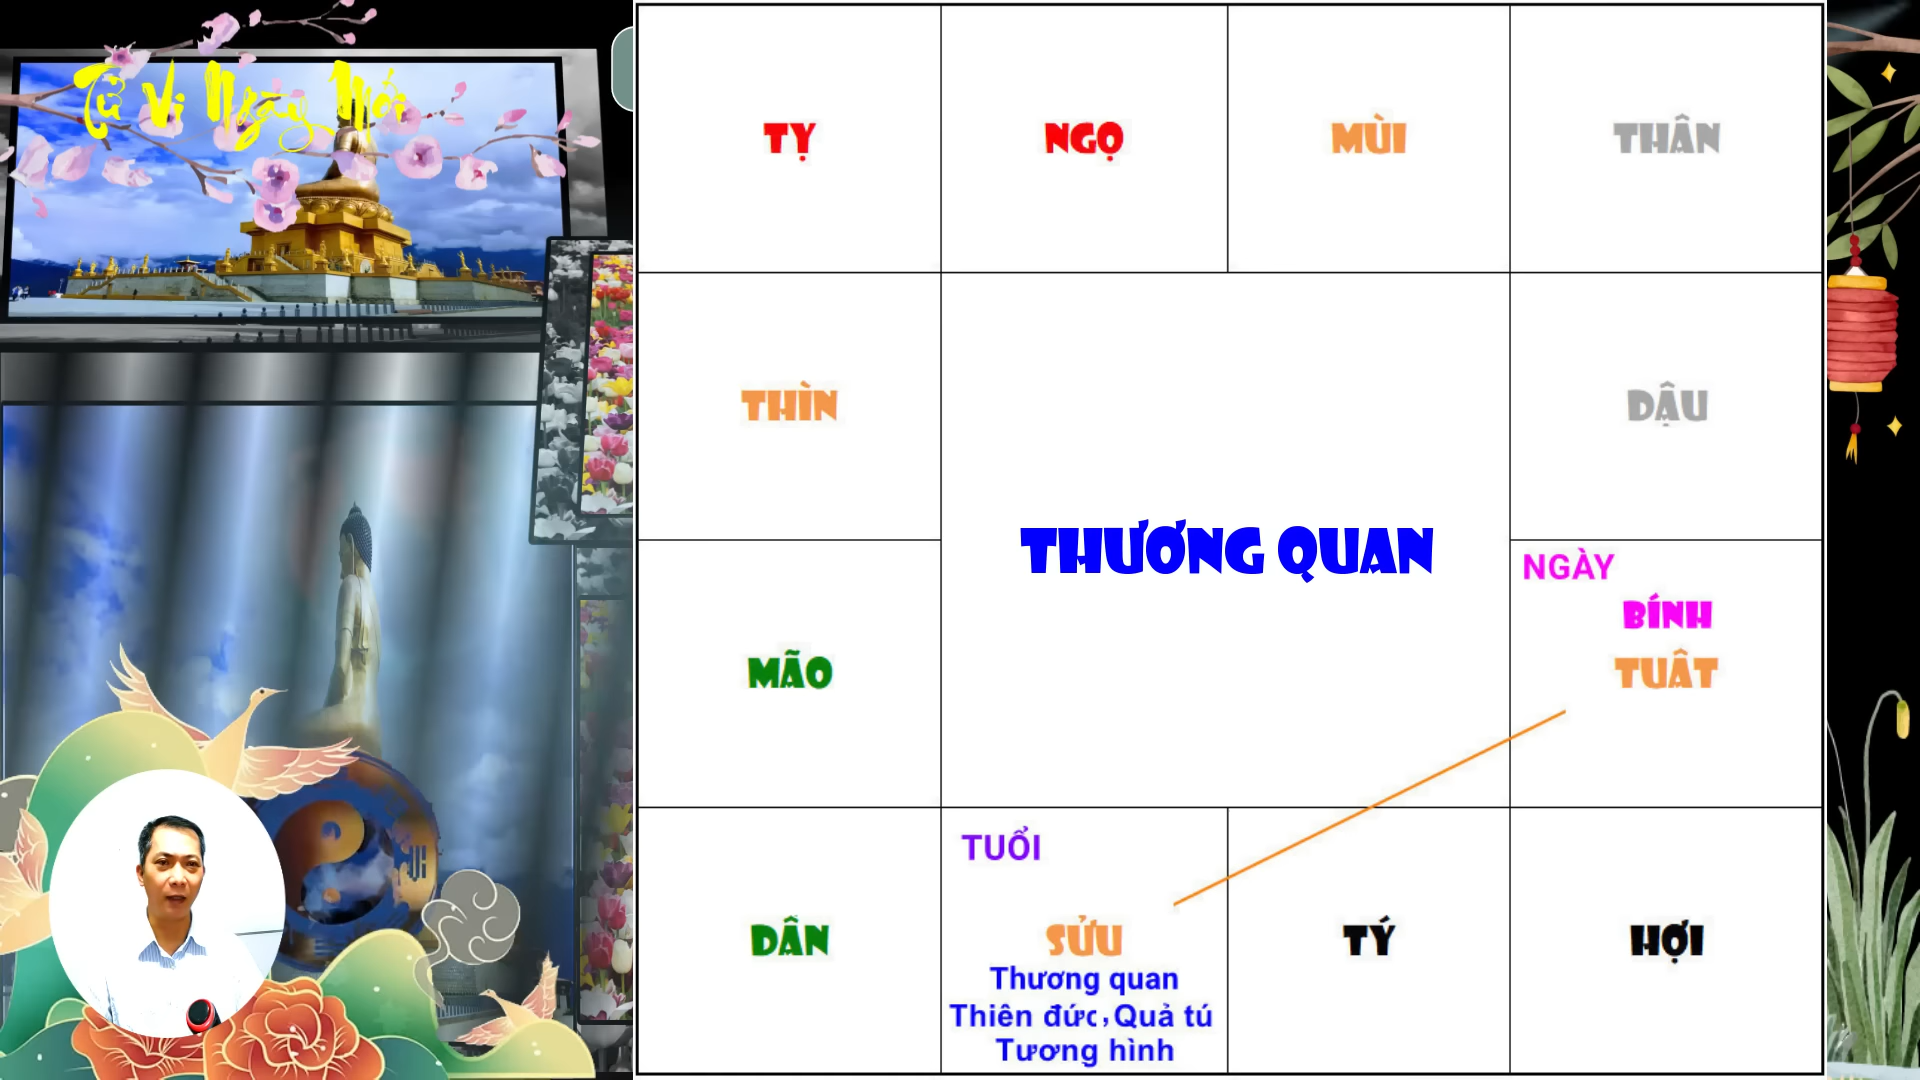 Tử Vi Ngày Mới
TỴ
NGỌ
MÙI
THÂN
THÌN
DẬU
THƯƠNG QUAN
NGÀY
BÍNH
TUẤT
MÃO
TUỔI
DẦN
SỬU
TÝ
HỢI
Thương quan
Thiên đức, Quả tú
Tương hình